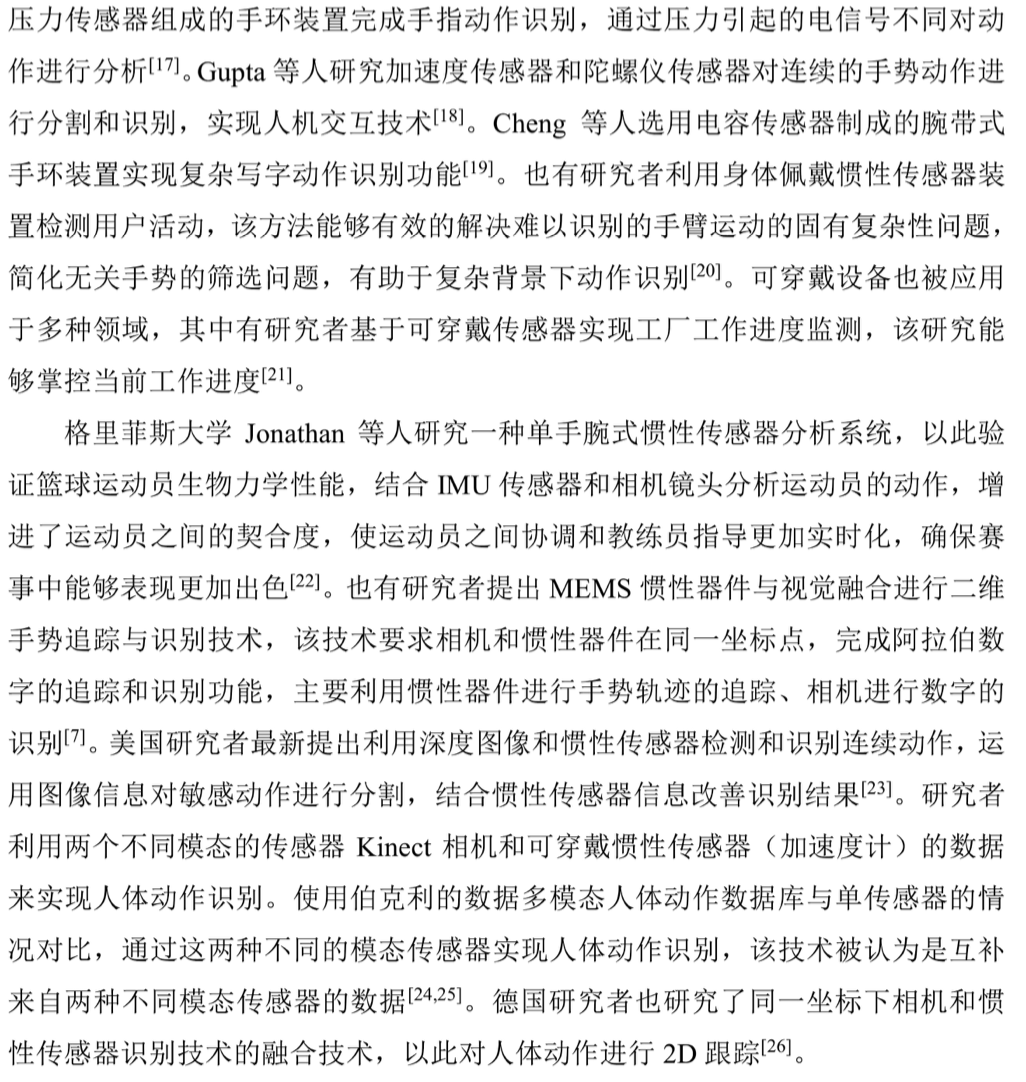 压力传感器组成的手环装置完成手指动作识别，通过压力引起的电信号不同对动
作进行分析[17]。Gupta 等人研究加速度传感器和陀螺仪传感器对连续的手势动作进
行分割和识别，实现人机交互技术[18]。Cheng 等人选用电容传感器制成的腕带式
手环装置实现复杂写字动作识别功能[19]。也有研究者利用身体佩戴惯性传感器装
置检测用户活动，该方法能够有效的解决难以识别的手臂运动的固有复杂性问题，
简化无关手势的筛选问题，有助于复杂背景下动作识别[20]。可穿戴设备也被应用
于多种领域，其中有研究者基于可穿戴传感器实现工厂工作进度监测，该研究能
够掌控当前工作进度[21]。
格里菲斯大学 Jonathan 等人研究一种单手腕式惯性传感器分析系统，以此验
证篮球运动员生物力学性能，结合 IMU 传感器和相机镜头分析运动员的动作，增
进了运动员之间的契合度，使运动员之间协调和教练员指导更加实时化，确保赛
事中能够表现更加出色[22]。也有研究者提出 MEMS 惯性器件与视觉融合进行二维
手势追踪与识别技术，该技术要求相机和惯性器件在同一坐标点，完成阿拉伯数
字的追踪和识别功能，主要利用惯性器件进行手势轨迹的追踪、相机进行数字的
识别[7]。美国研究者最新提出利用深度图像和惯性传感器检测和识别连续动作，运
用图像信息对敏感动作进行分割，结合惯性传感器信息改善识别结果[23]。研究者
利用两个不同模态的传感器 Kinect 相机和可穿戴惯性传感器（加速度计）的数据
来实现人体动作识别。使用伯克利的数据多模态人体动作数据库与单传感器的情
况对比，通过这两种不同的模态传感器实现人体动作识别，该技术被认为是互补
来自两种不同模态传感器的数据[24,25]。德国研究者也研究了同一坐标下相机和惯
性传感器识别技术的融合技术，以此对人体动作进行 2D 跟踪[26]。